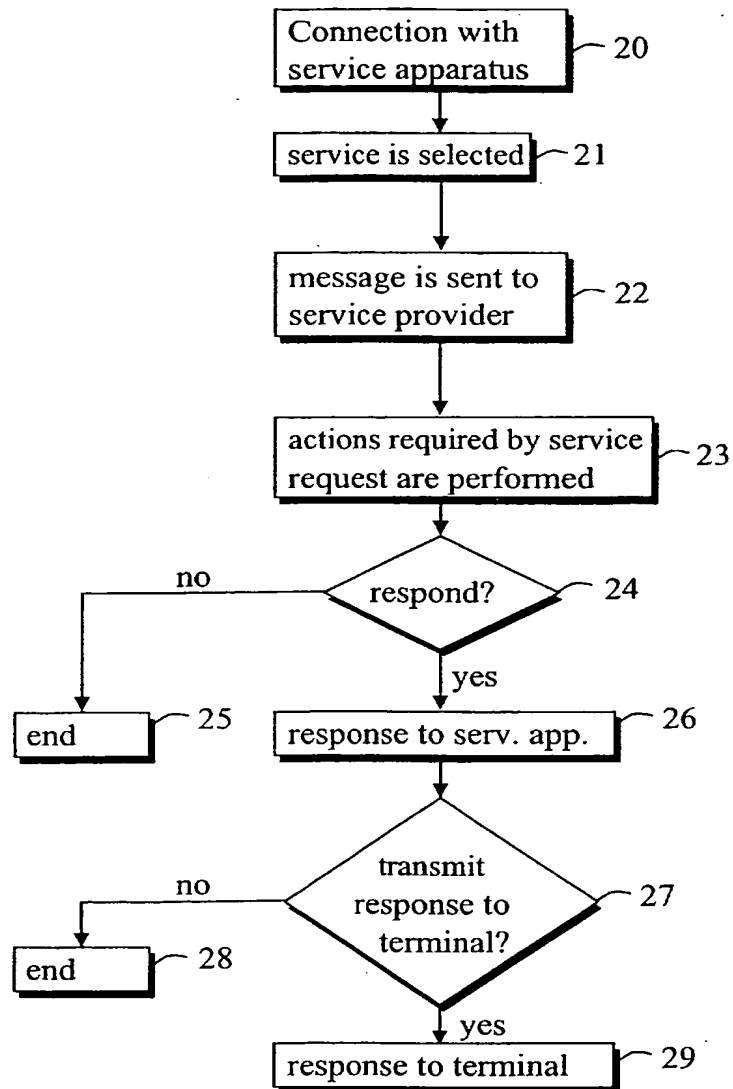 Connection with
service apparatus
20
service is selected
21
message is sent to
service provider
22
actions required by service
request are performed
23
respond?
24
no
yes
end
25
response to serv. app.
26
transmit
response to
terminal?
27
no
end
28
yes
response to terminal
29